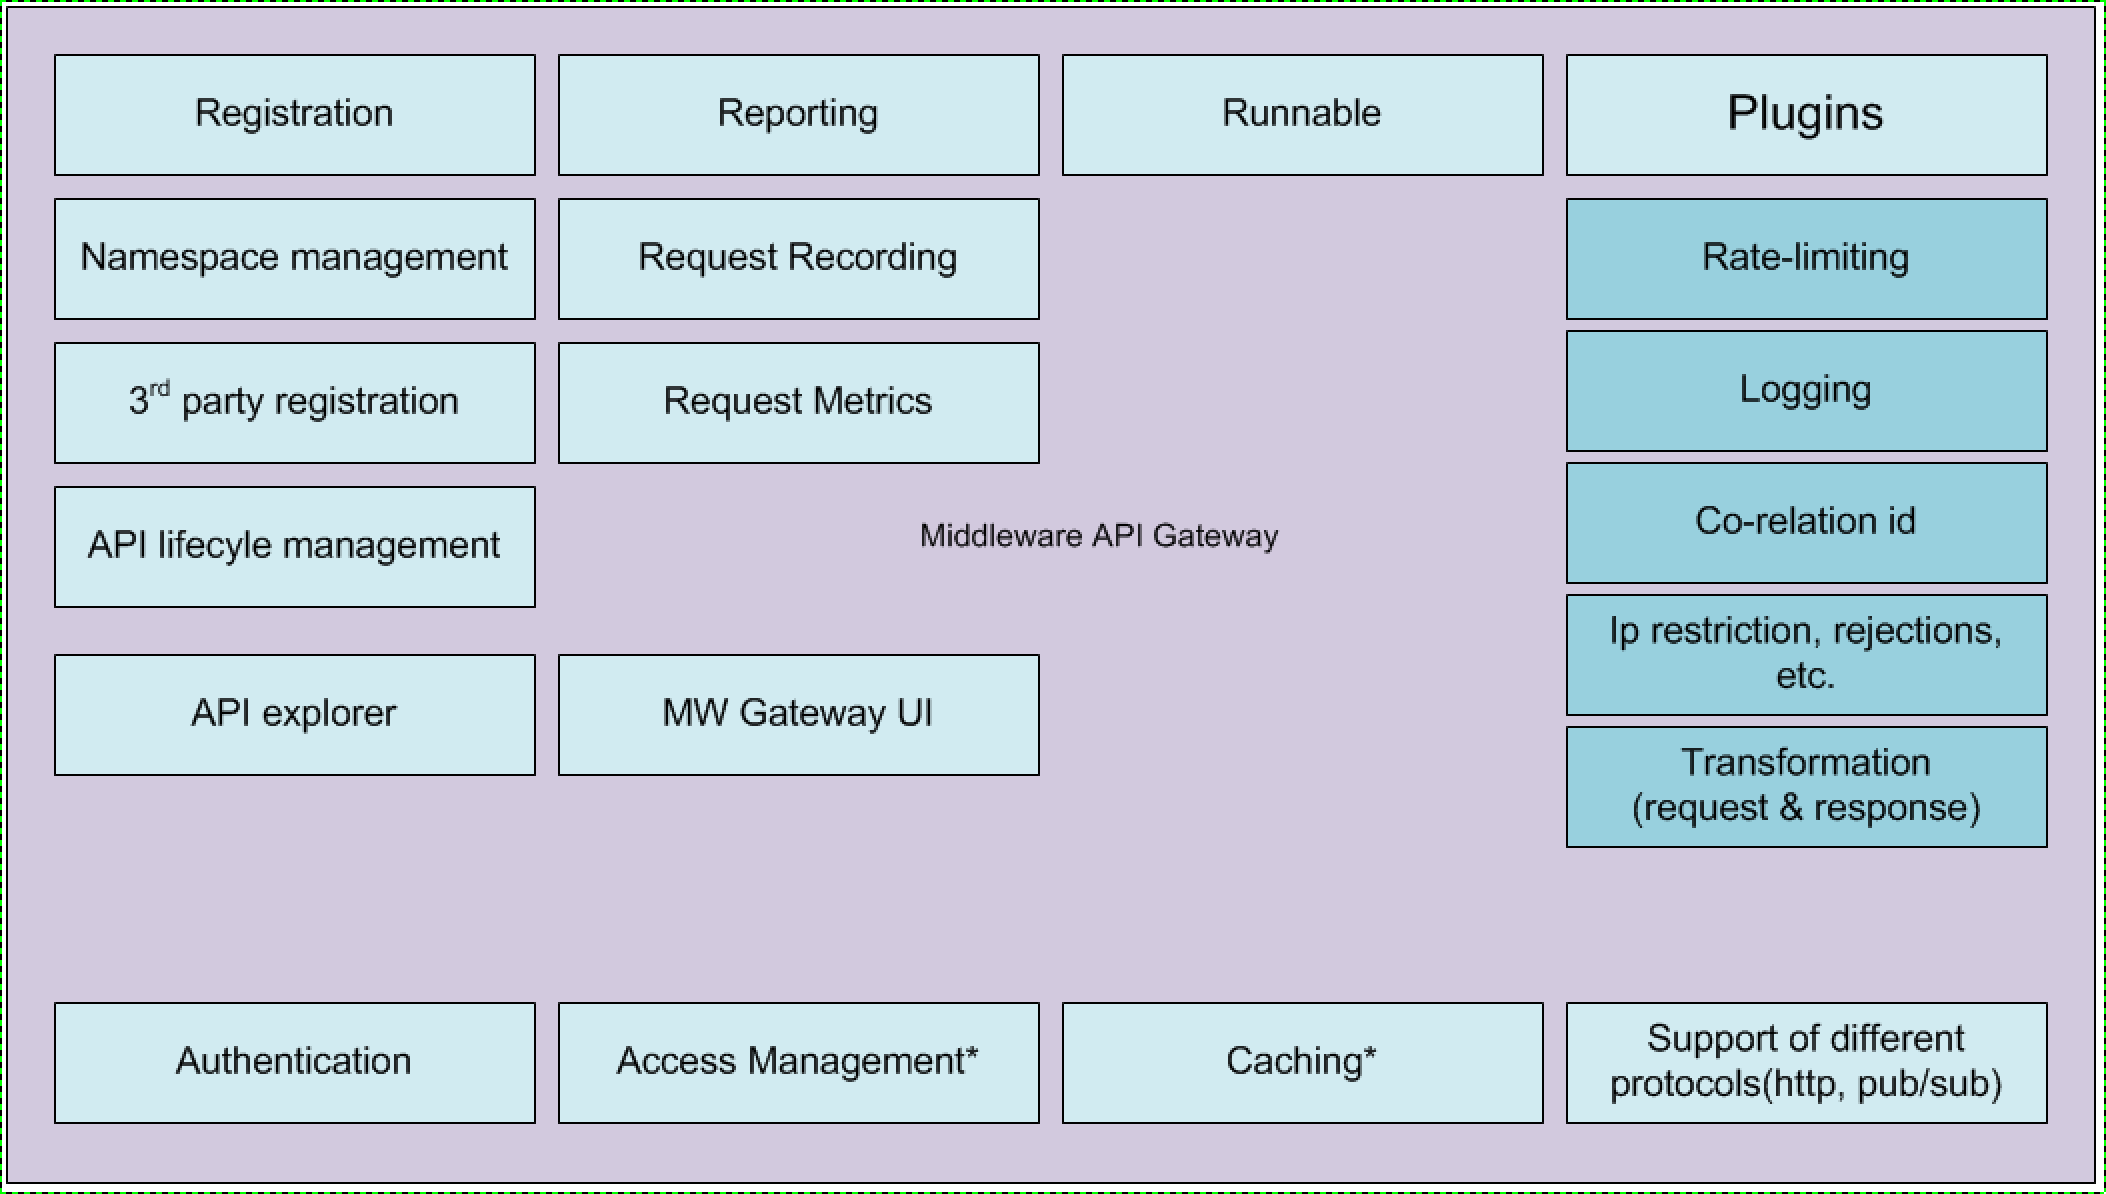 Registration
Reporting
Runnable
Plugins
Namespace management
Request Recording
Rate-limiting
3rd party registration
Request Metrics
Logging
API lifecyle management
Middleware API Gateway
Co-relation id
Ip restriction, rejections,
etc.
API explorer
MW Gateway UI
Transformation
(request & response)
Authentication
Access Management*
Caching*
Support of different
protocols(http, pub/sub)